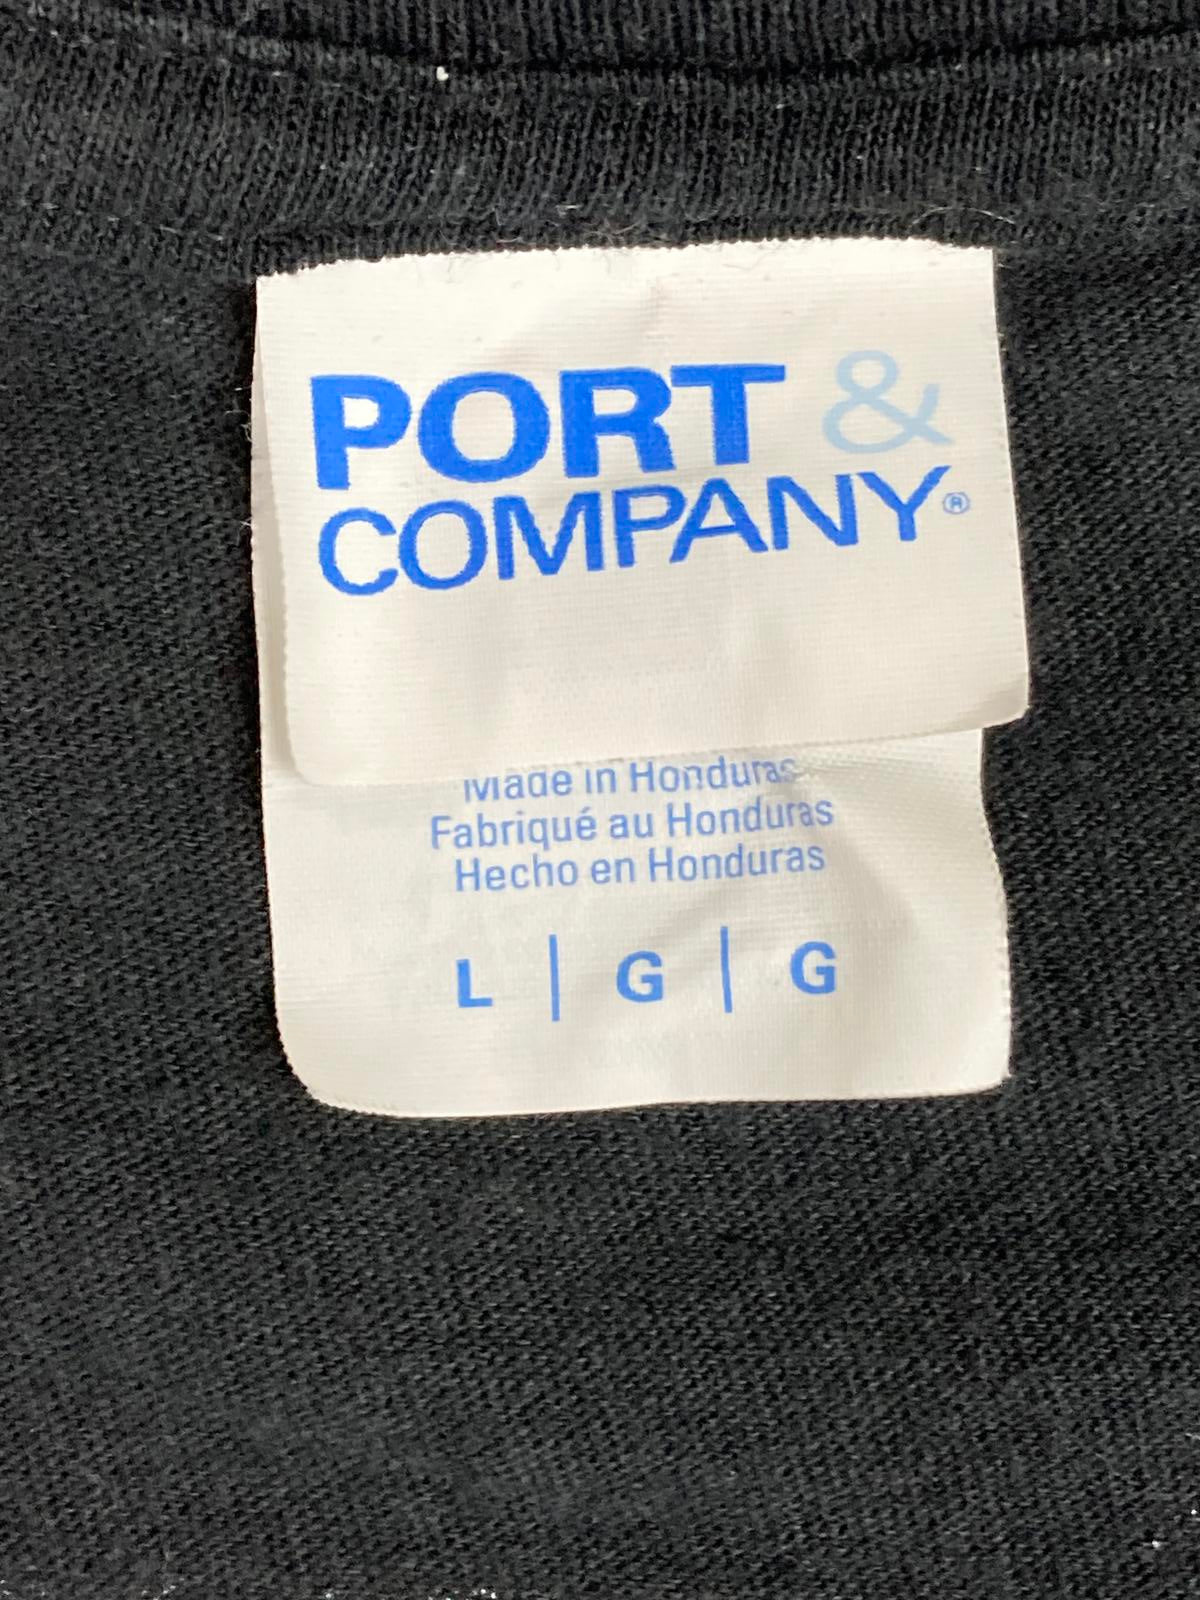 PORT &
COMPANY®
Made in Honduras
Fabriqué au Honduras
Hecho en Honduras
L | G | G